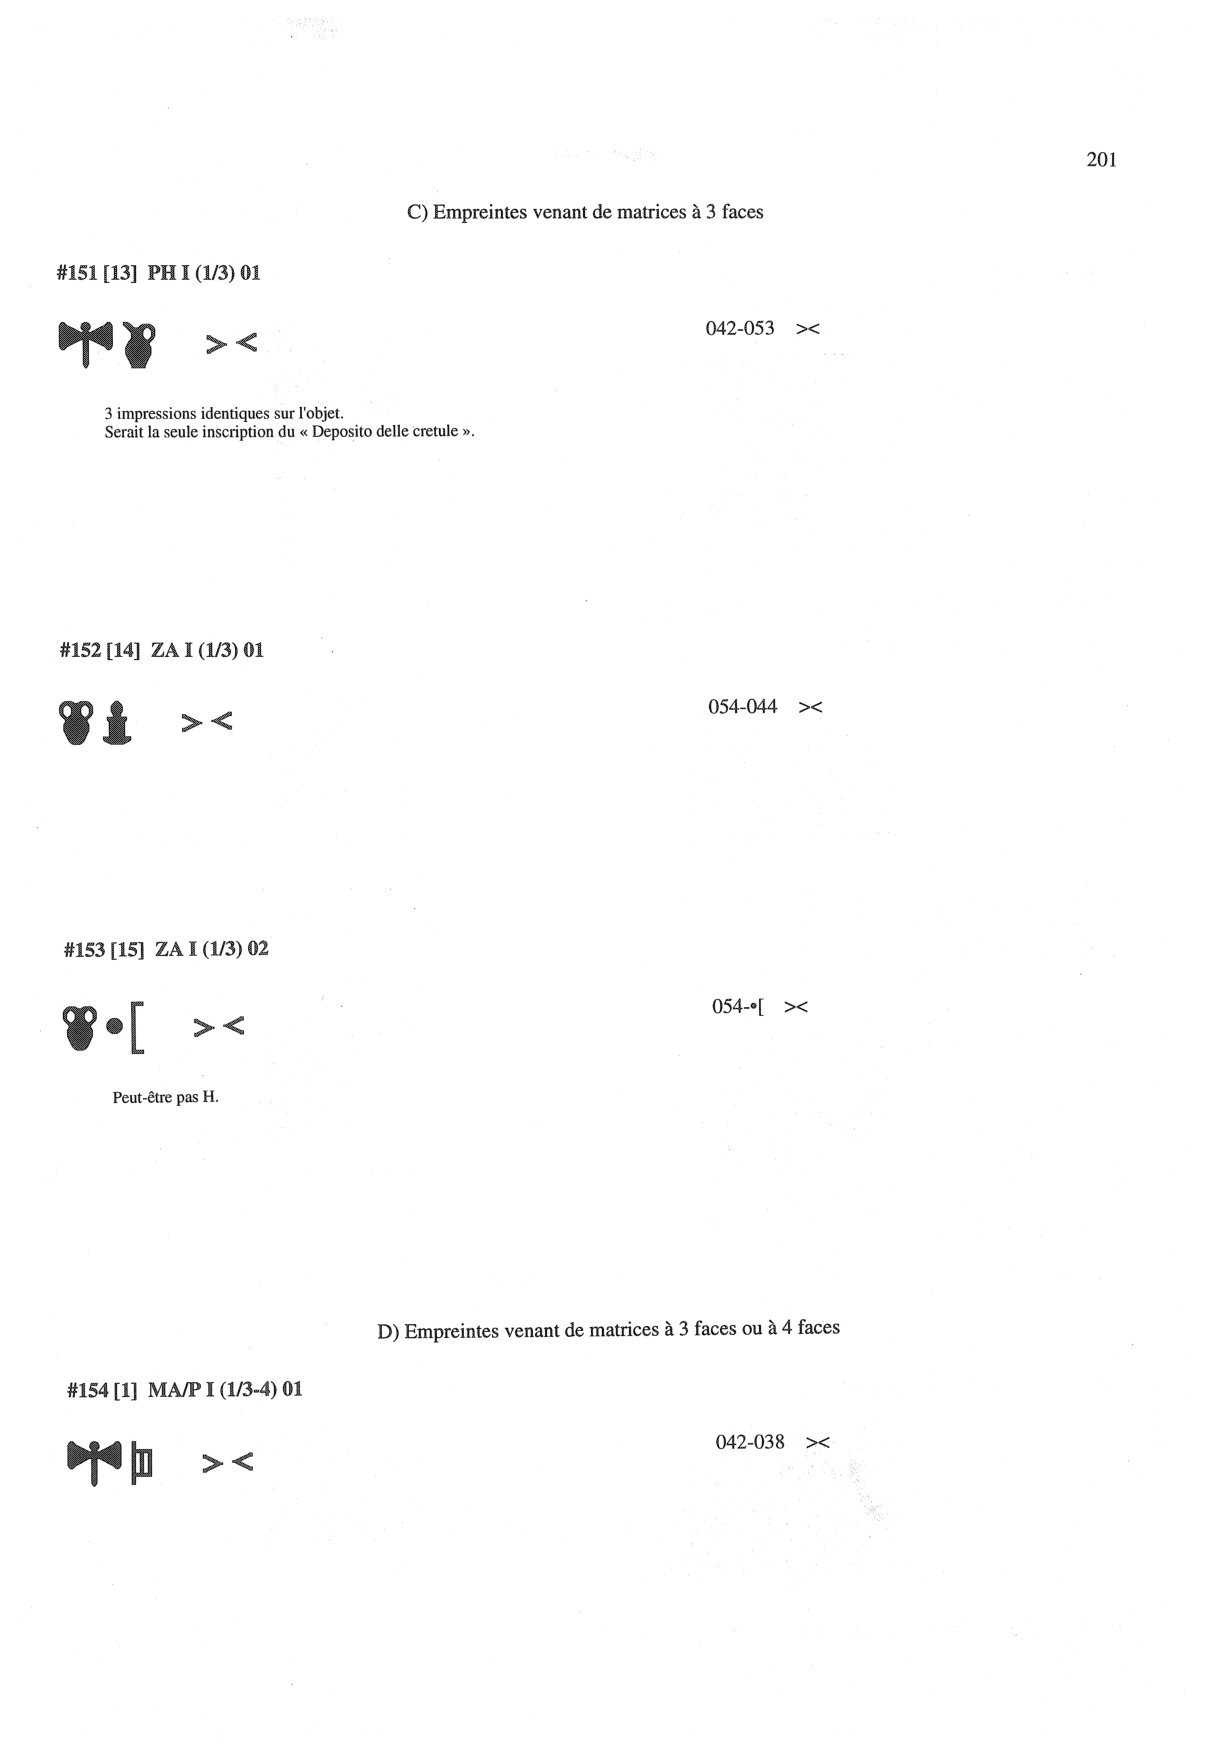 201
C) Empreintes venant de matrices à 3 faces
#151 [13] PH I (1/3) 01
> < 042-053 ><
3 impressions identiques sur l'objet.
Serait la seule inscription du « Deposito delle cretule ».
#152 [14] ZA I (1/3) 01
> < 054-044 ><
#153 [15] ZA I (1/3) 02
•[ > < 054-•[ ><
Peut-être pas H.
D) Empreintes venant de matrices à 3 faces ou à 4 faces
#154 [1] MA/P I (1/3-4) 01
> < 042-038 ><